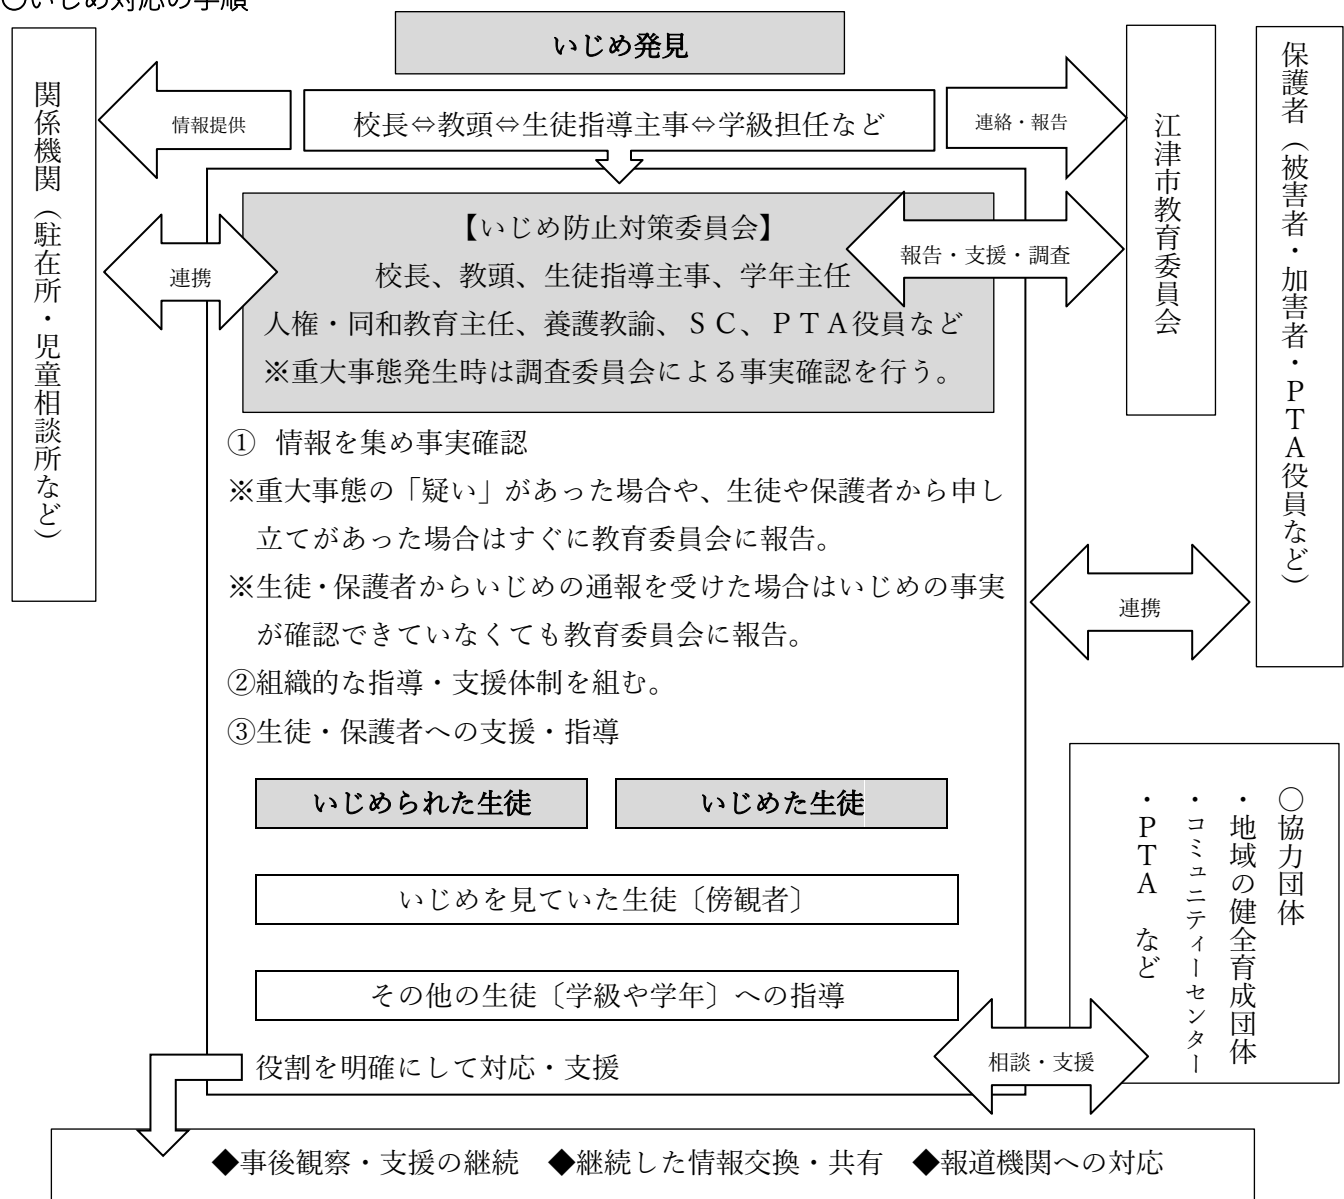 ○いじめ対応の手順
いじめ発見
関係機関（駐在所・児童相談所など）
情報提供
校長⇔教頭⇔生徒指導主事⇔学級担任など
連絡・報告
江津市教育委員会
保護者（被害者・加害者・ＰＴＡ役員など）
連携
【いじめ防止対策委員会】
校長、教頭、生徒指導主事、学年主任
人権・同和教育主任、養護教諭、ＳＣ、ＰＴＡ役員など
※重大事態発生時は調査委員会による事実確認を行う。
報告・支援・調査
① 情報を集め事実確認
※重大事態の「疑い」があった場合や、生徒や保護者から申し
立てがあった場合はすぐに教育委員会に報告。
※生徒・保護者からいじめの通報を受けた場合はいじめの事実
が確認できていなくても教育委員会に報告。
連携
②組織的な指導・支援体制を組む。
③生徒・保護者への支援・指導
いじめられた生徒
いじめた生徒
いじめを見ていた生徒〔傍観者〕
その他の生徒〔学級や学年〕への指導
役割を明確にして対応・支援
相談・支援
○協力団体
・地域の健全育成団体
・コミュニティーセンター
・ＰＴＡ など
◆事後観察・支援の継続 ◆継続した情報交換・共有 ◆報道機関への対応